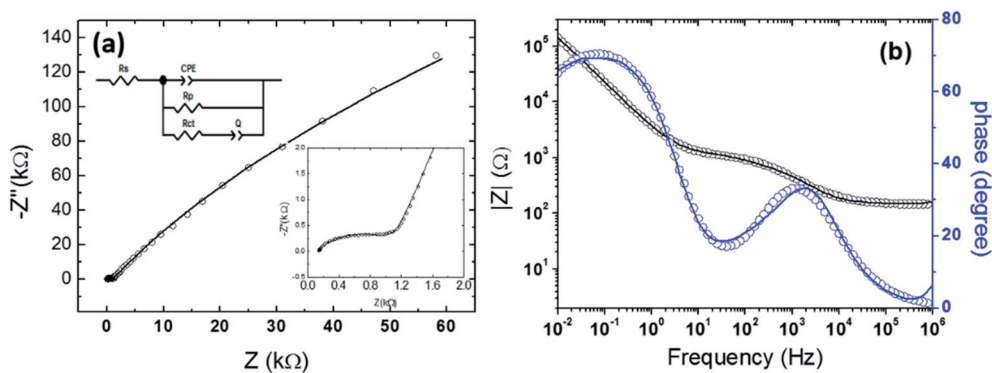 (a)
Rs
CPE
Rp
Rct
Q
-Z"(kΩ)
140
120
100
80
60
40
20
0
0 10 20 30 40 50 60
Z (kΩ)
-Z'(kΩ)
2.0
1.5
1.0
0.5
0.0
-0.5
0.0 0.4 0.8 1.2 1.6 2.0
Z(kΩ)
(b)
|Z| (Ω)
10^5
10^4
10^3
10^2
10^1
10^-2 10^-1 10^0 10^1 10^2 10^3 10^4 10^5 10^6
Frequency (Hz)
80
60
40
20
0
phase (degree)